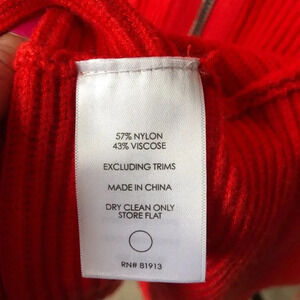 57% NYLON
43% VISCOSE
EXCLUDING TRIMS
MADE IN CHINA
DRY CLEAN ONLY
STORE FLAT
RN# 81913